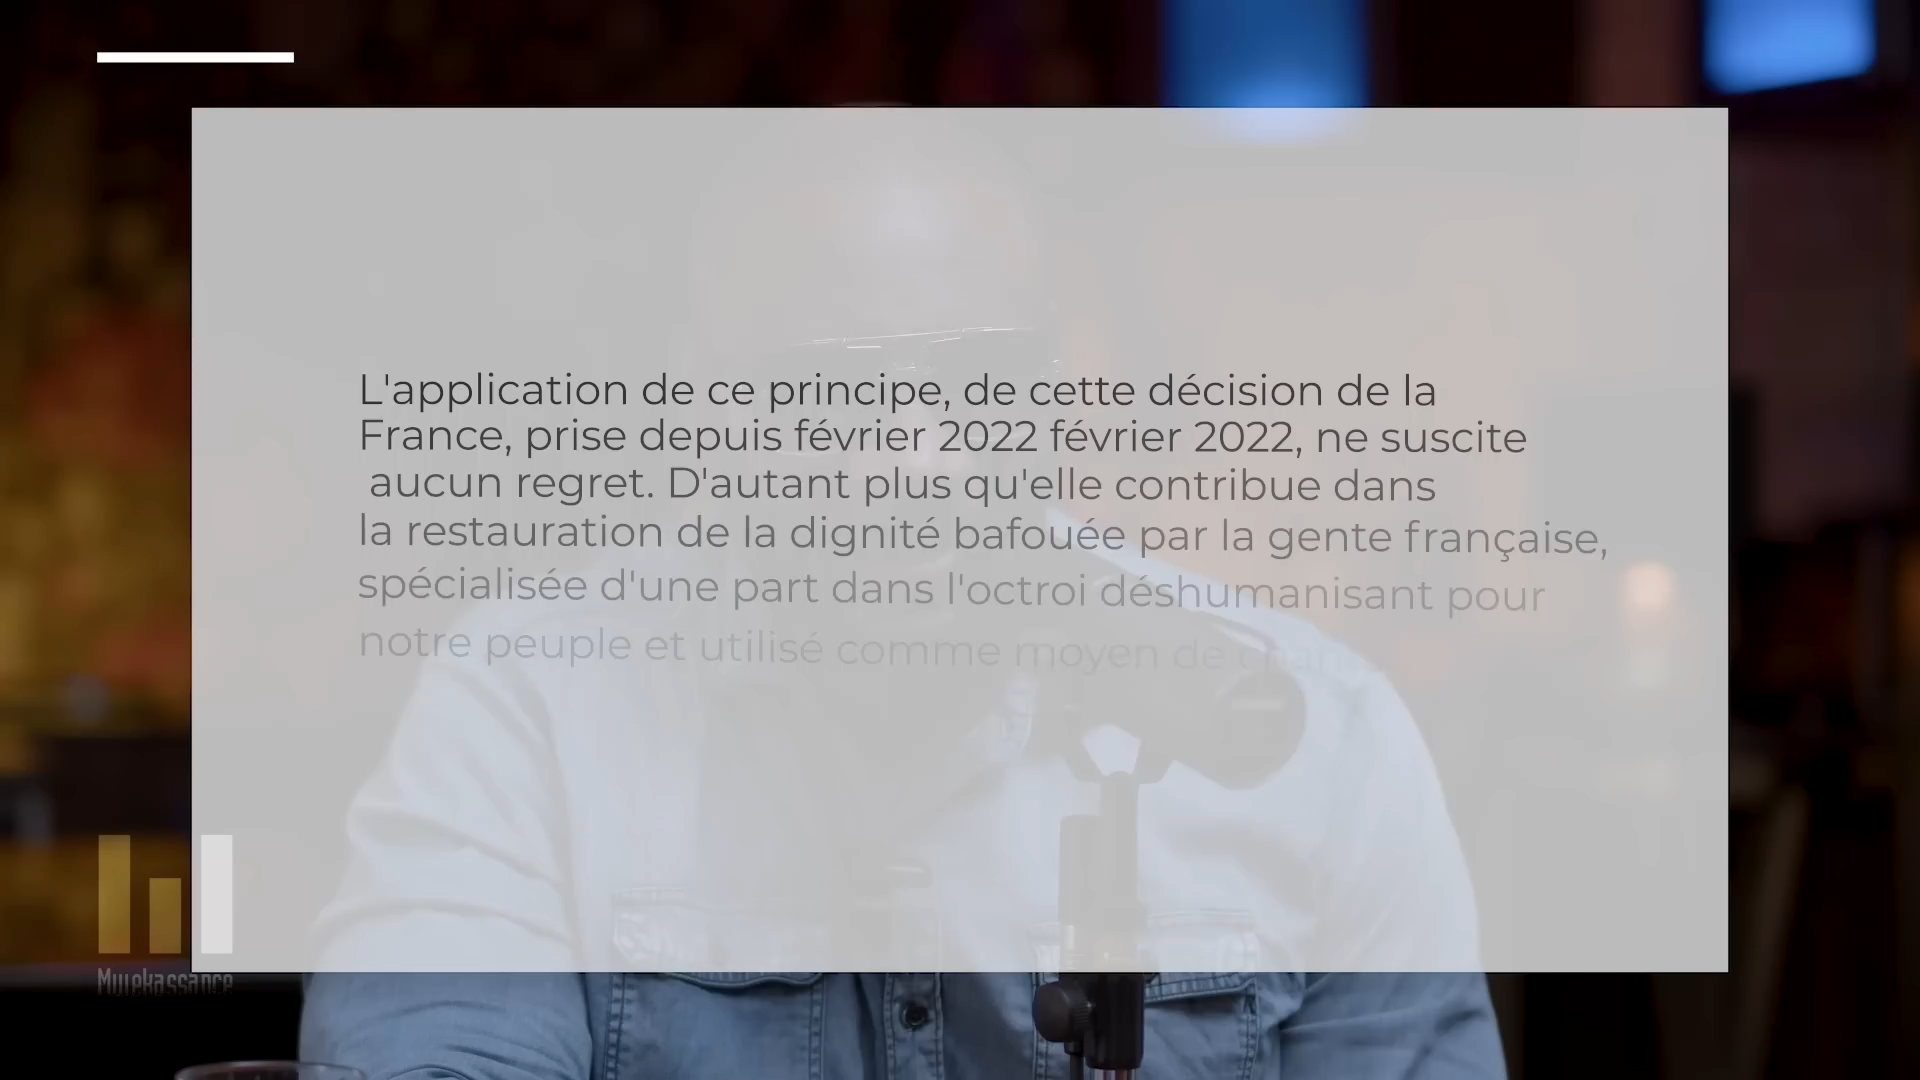 L'application de ce principe, de cette décision de la
France, prise depuis février 2022 février 2022, ne suscite
aucun regret. D'autant plus qu'elle contribue dans
la restauration de la dignité bafouée par la gente française,
spécialisée d'une part dans l'octroi déshumanisant pour
notre peuple et utilisé comme moyen de
Mwekassance